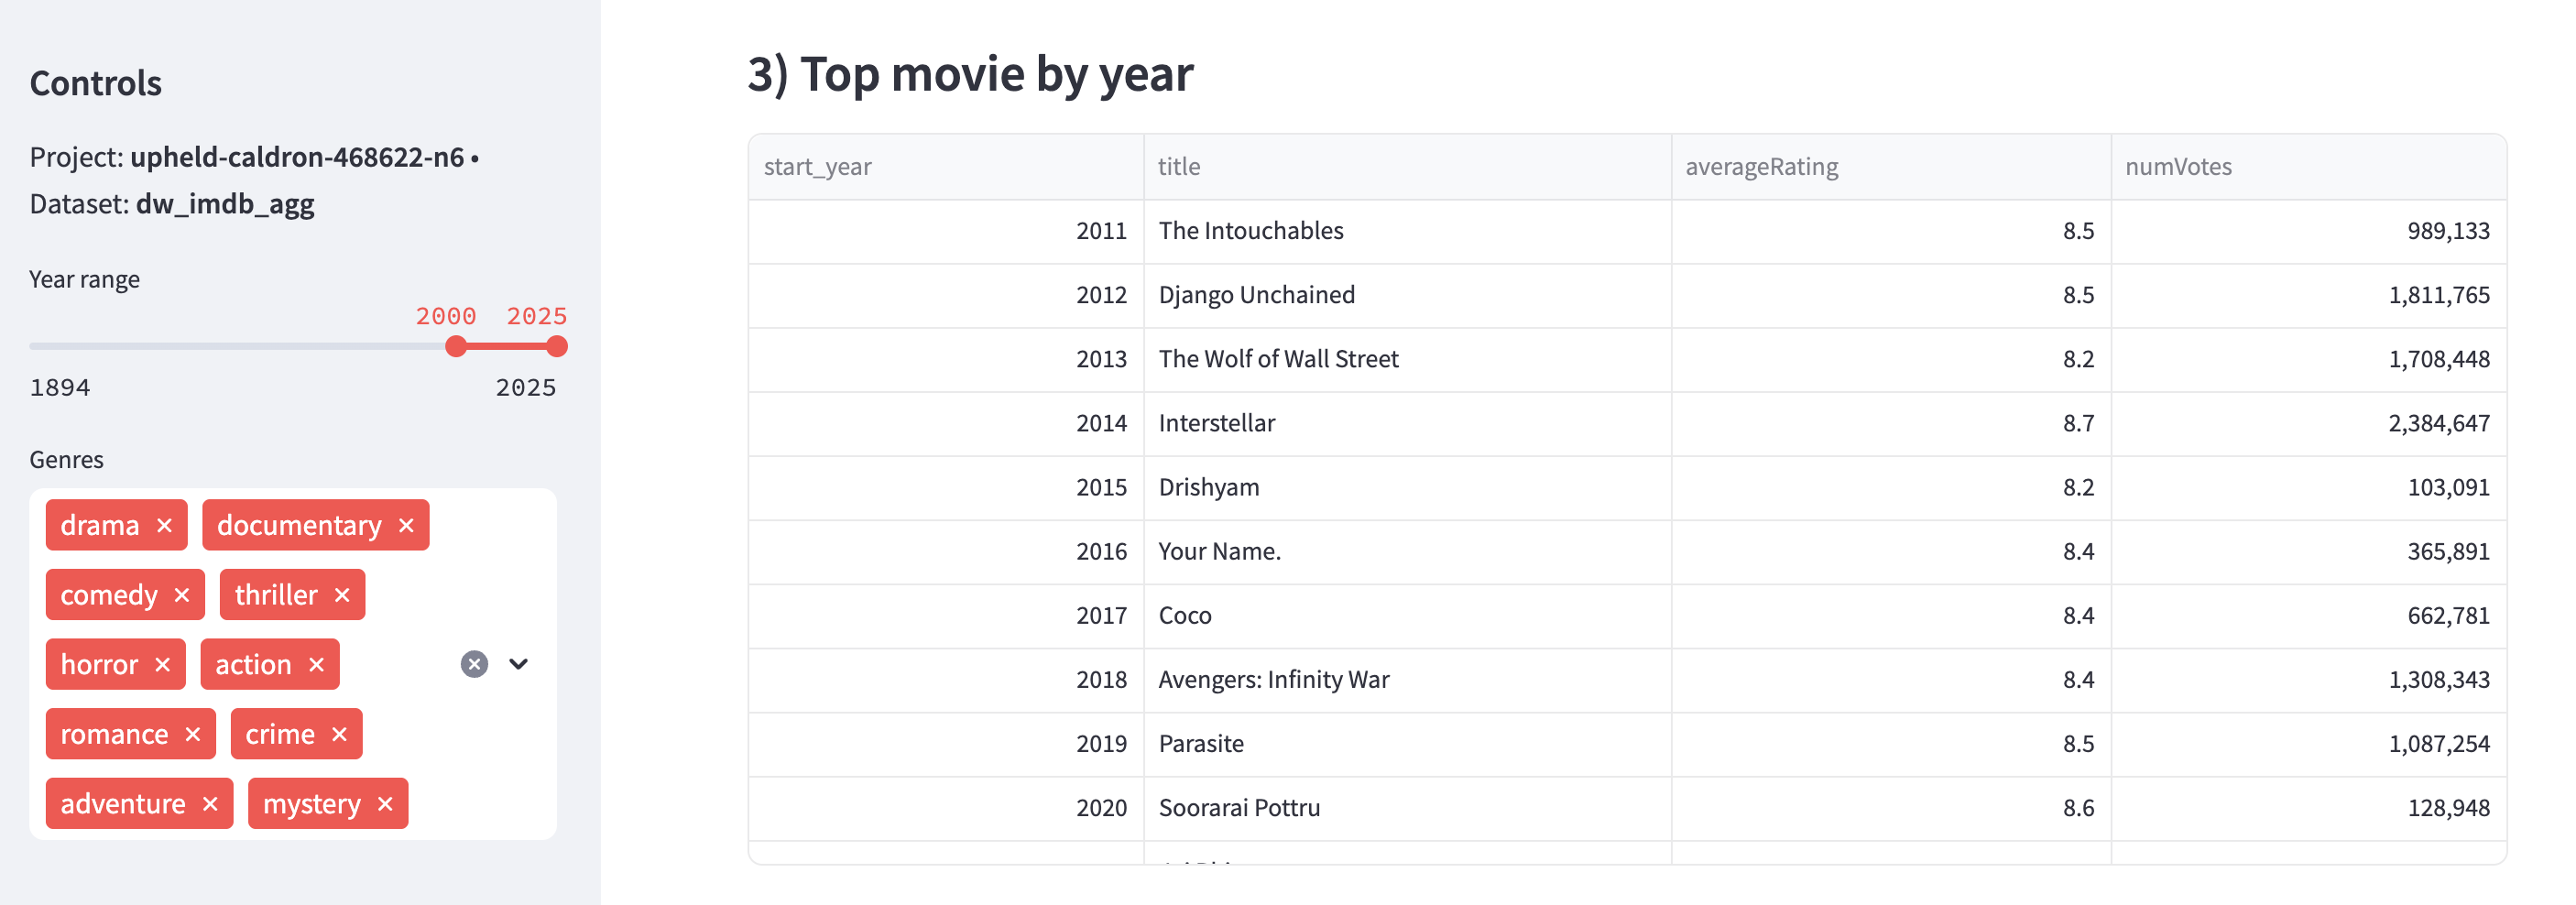 Controls
Project: upheld-caldron-468622-n6 •
Dataset: dw_imdb_agg
Year range
2000 2025
1894 2025
Genres
drama × documentary ×
comedy × thriller ×
horror × action ×
romance × crime ×
adventure × mystery ×
3) Top movie by year
start_year title averageRating numVotes
2011 The Intouchables 8.5 989,133
2012 Django Unchained 8.5 1,811,765
2013 The Wolf of Wall Street 8.2 1,708,448
2014 Interstellar 8.7 2,384,647
2015 Drishyam 8.2 103,091
2016 Your Name. 8.4 365,891
2017 Coco 8.4 662,781
2018 Avengers: Infinity War 8.4 1,308,343
2019 Parasite 8.5 1,087,254
2020 Soorarai Pottru 8.6 128,948